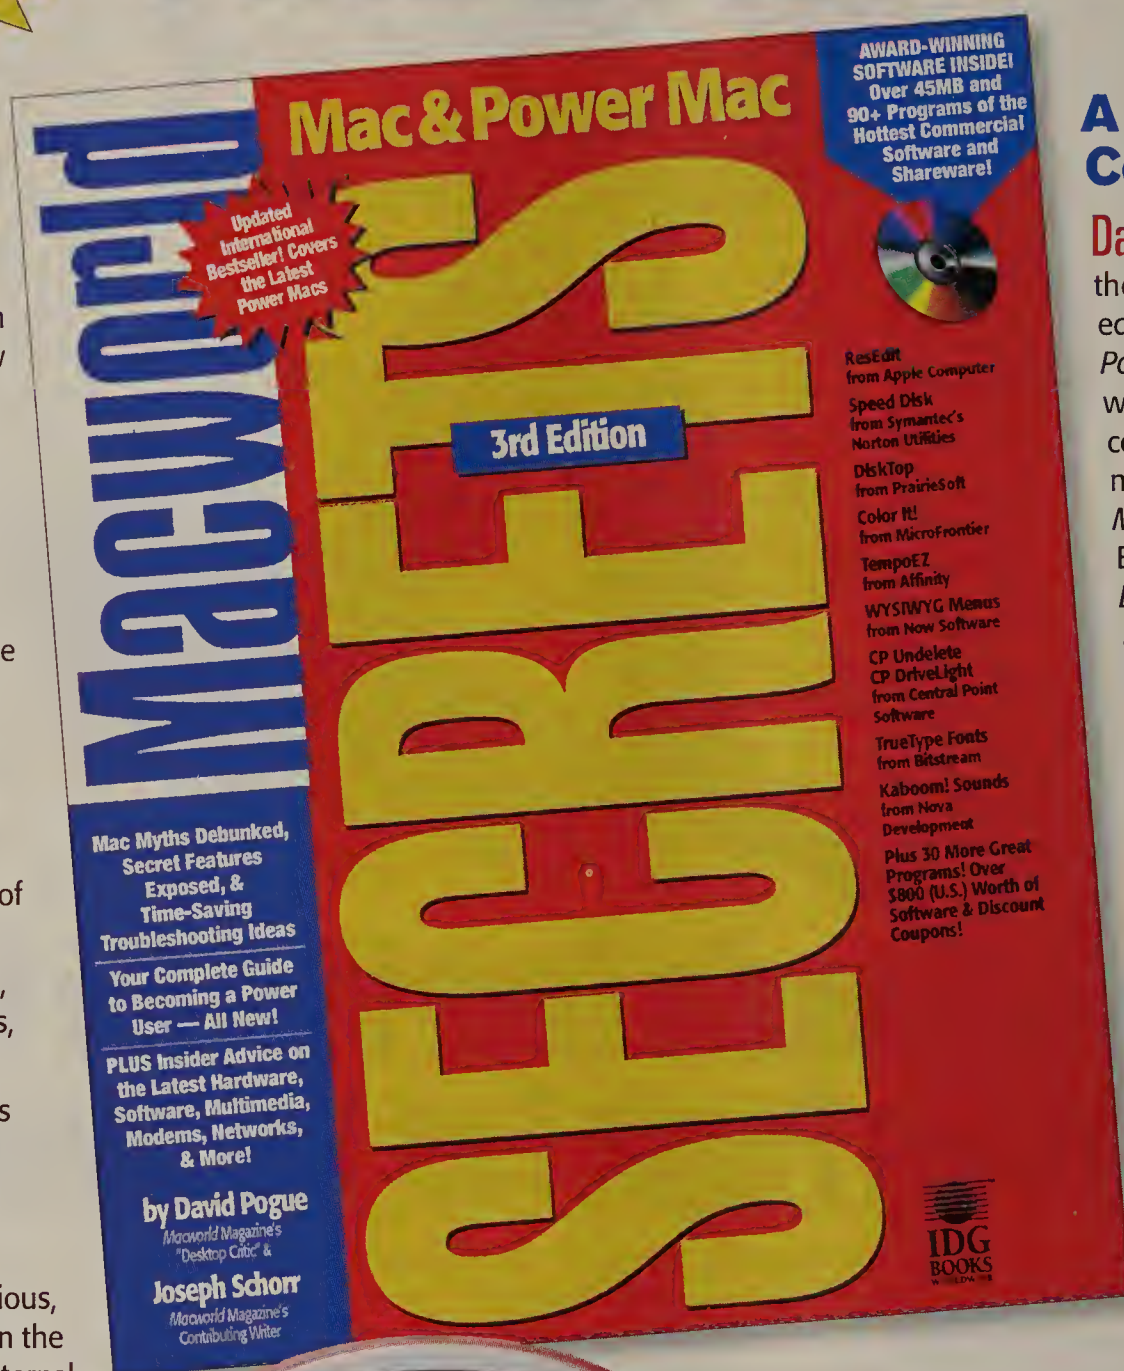 Macworld
Mac & Power Mac
SECRETS
3rd Edition
Updated
International
Bestseller! Covers
the Latest
Power Macs
AWARD-WINNING
SOFTWARE INSIDE!
Over 45MB and
90+ Programs of the
Hottest Commercial
Software and
Shareware!
ResEdit
from Apple Computer
Speed Disk
from Symantec's
Norton Utilities
DiskTop
from PrairieSoft
Color It!
from MicroFrontier
TempoEZ
from Affinity
WYSIWYG Menus
from Now Software
CP Undelete
CP DriveLight
from Central Point
Software
TrueType Fonts
from Bitstream
Kaboom! Sounds
from Nova
Development
Plus 30 More Great
Programs! Over
$800 (U.S.) Worth of
Software & Discount
Coupons!
Mac Myths Debunked,
Secret Features
Exposed, &
Time-Saving
Troubleshooting Ideas
Your Complete Guide
to Becoming a Power
User — All New!
PLUS Insider Advice on
the Latest Hardware,
Software, Multimedia,
Modems, Networks,
& More!
by David Pogue
Macworld Magazine's
"Desktop Critic" &
Joseph Schorr
Macworld Magazine's
Contributing Writer
IDG
BOOKS
WORLDWIDE
of
ious,
n the
A